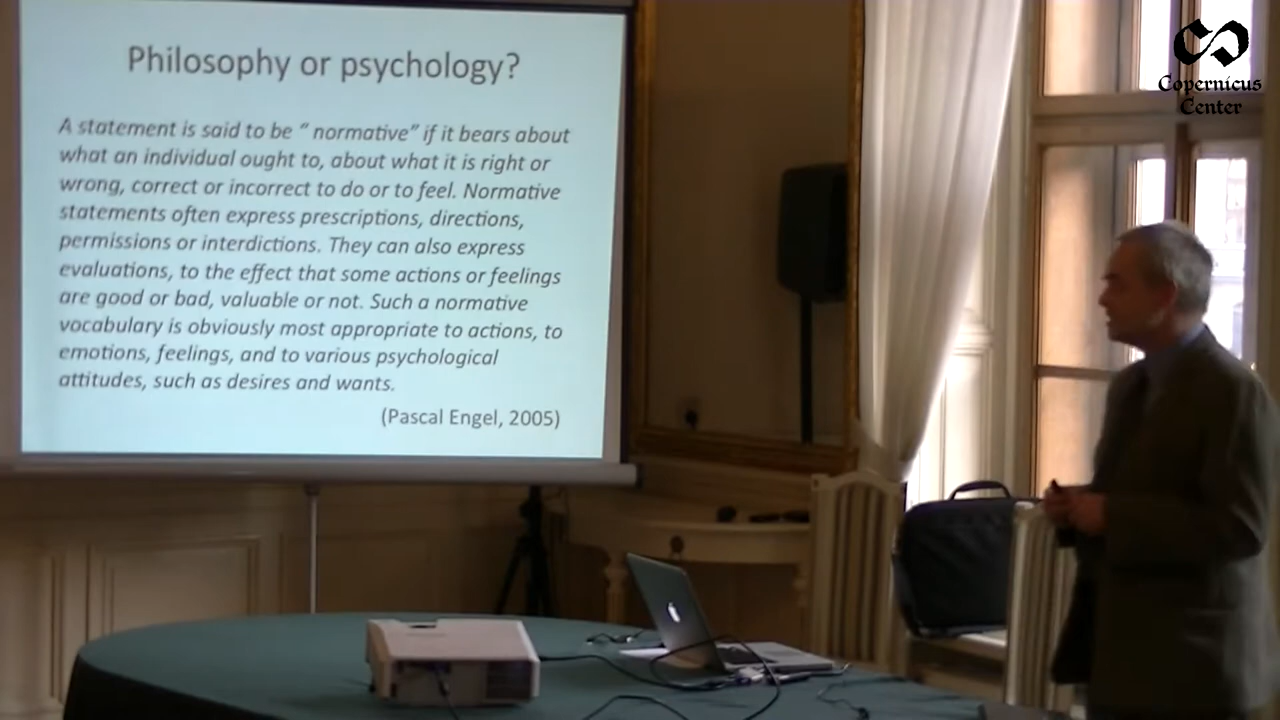 Philosophy or psychology?
A statement is said to be " normative" if it bears about
what an individual ought to, about what it is right or
wrong, correct or incorrect to do or to feel. Normative
statements often express prescriptions, directions,
permissions or interdictions. They can also express
evaluations, to the effect that some actions or feelings
are good or bad, valuable or not. Such a normative
vocabulary is obviously most appropriate to actions, to
emotions, feelings, and to various psychological
attitudes, such as desires and wants.
(Pascal Engel, 2005)
Copernicus
Center